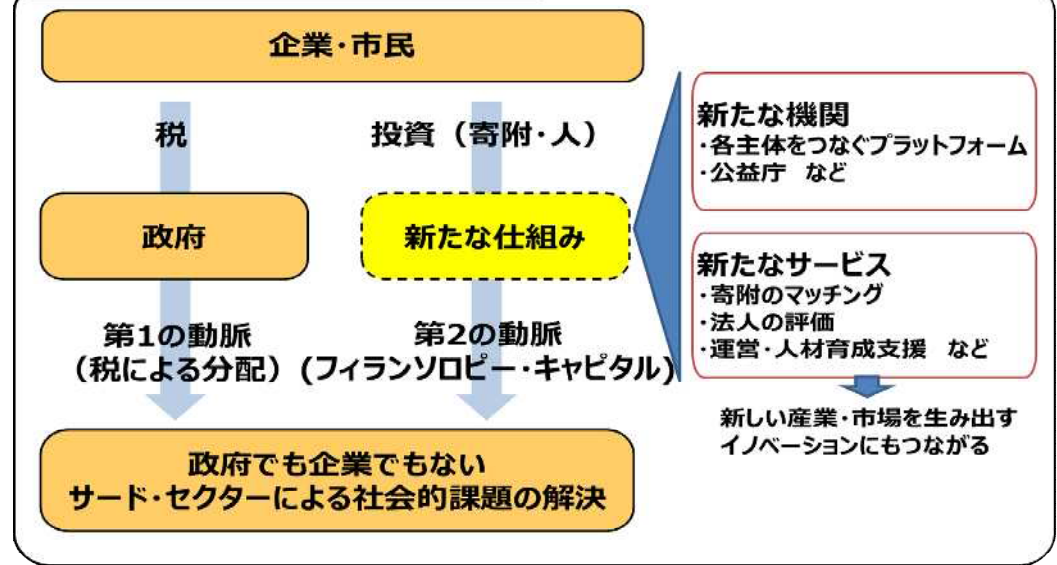 企業・市民
税
投資（寄附・人）
政府
新たな仕組み
第1の動脈
（税による分配）
第2の動脈
(フィランソロピー・キャピタル)
政府でも企業でもない
サード・セクターによる社会的課題の解決
新たな機関
・各主体をつなぐプラットフォーム
・公益庁　など
新たなサービス
・寄附のマッチング
・法人の評価
・運営・人材育成支援　など
新しい産業・市場を生み出す
イノベーションにもつながる